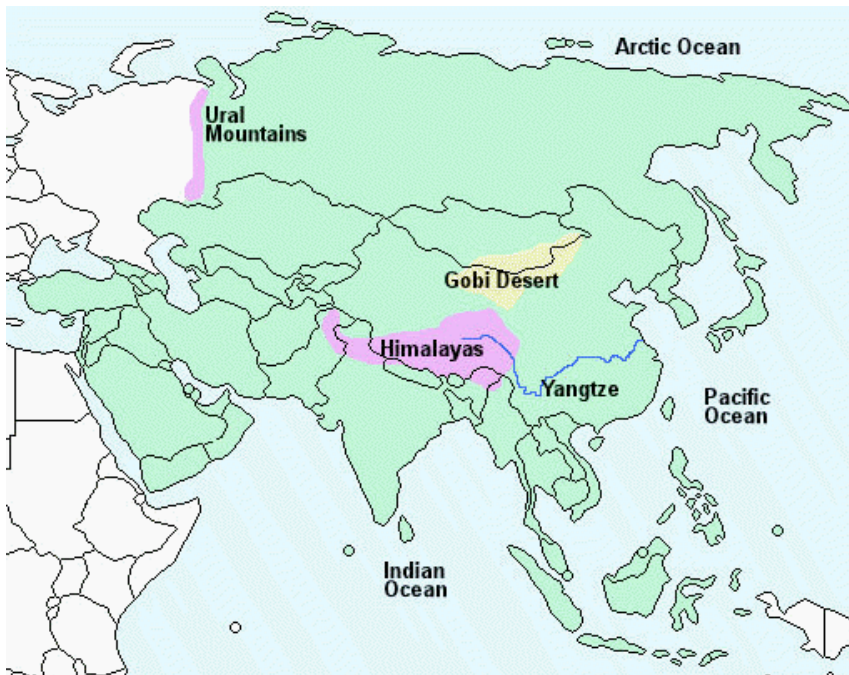 Arctic Ocean
Ural
Mountains
Gobi Desert
Himalayas
Yangtze
Pacific
Ocean
Indian
Ocean